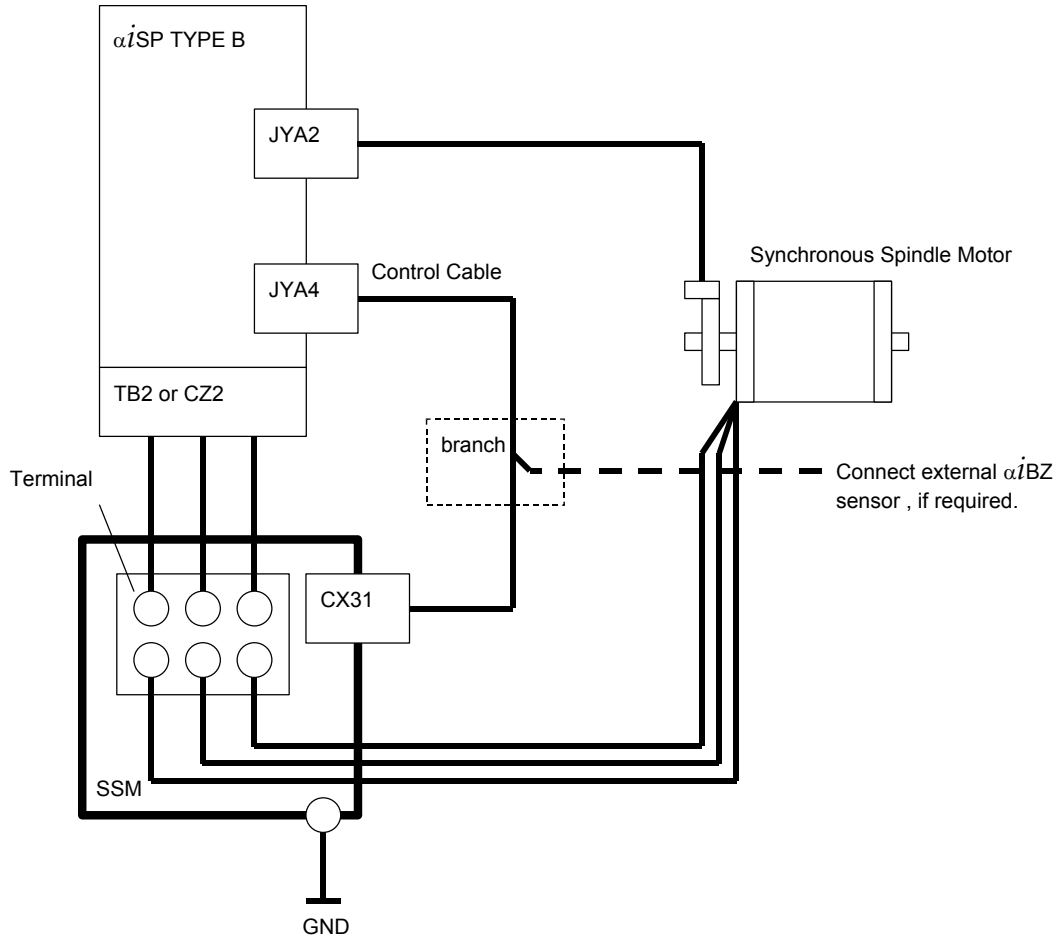 αiSP TYPE B
JYA2
Synchronous Spindle Motor
Control Cable
JYA4
TB2 or CZ2
branch
Terminal
Connect external αiBZ
sensor , if required.
CX31
SSM
GND